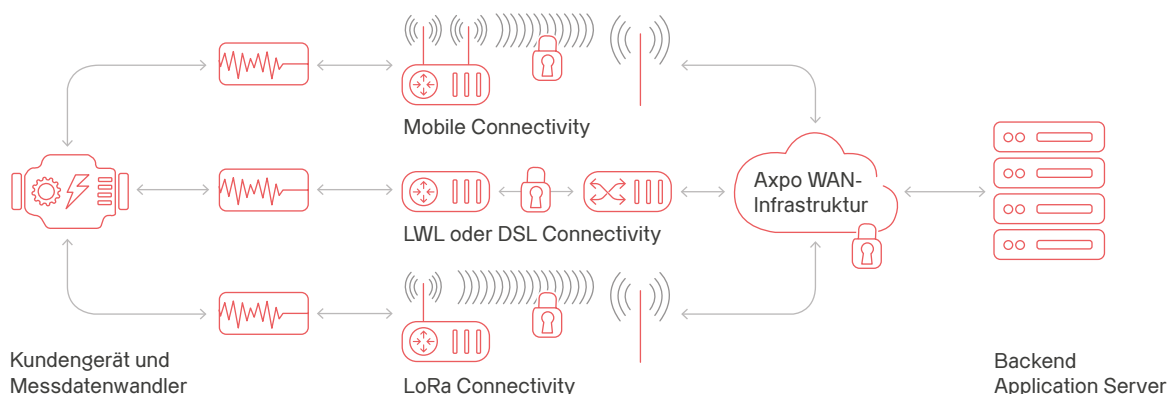 Mobile Connectivity
Axpo WAN-
Infrastruktur
LWL oder DSL Connectivity
Kundengerät und
Messdatenwandler
LoRa Connectivity
Backend
Application Server